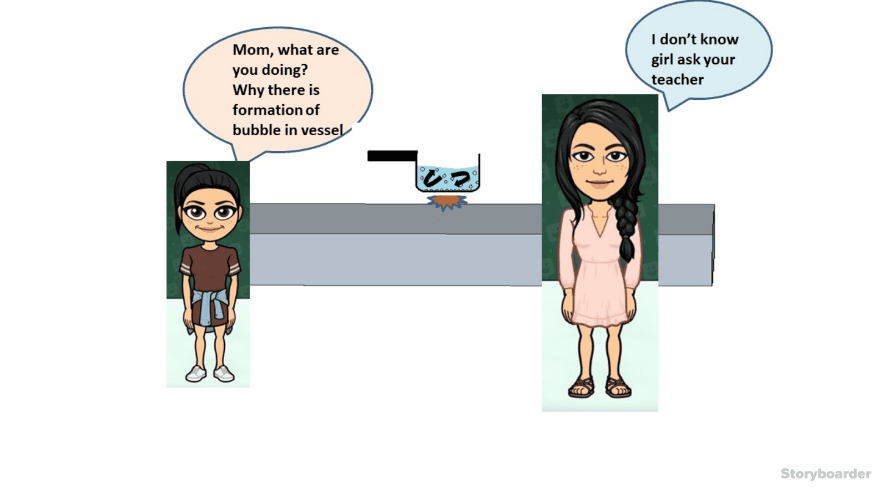 Mom, what are
you doing?
Why there is
formation of
bubble in vessel
I don’t know
girl ask your
teacher
Storyboarder